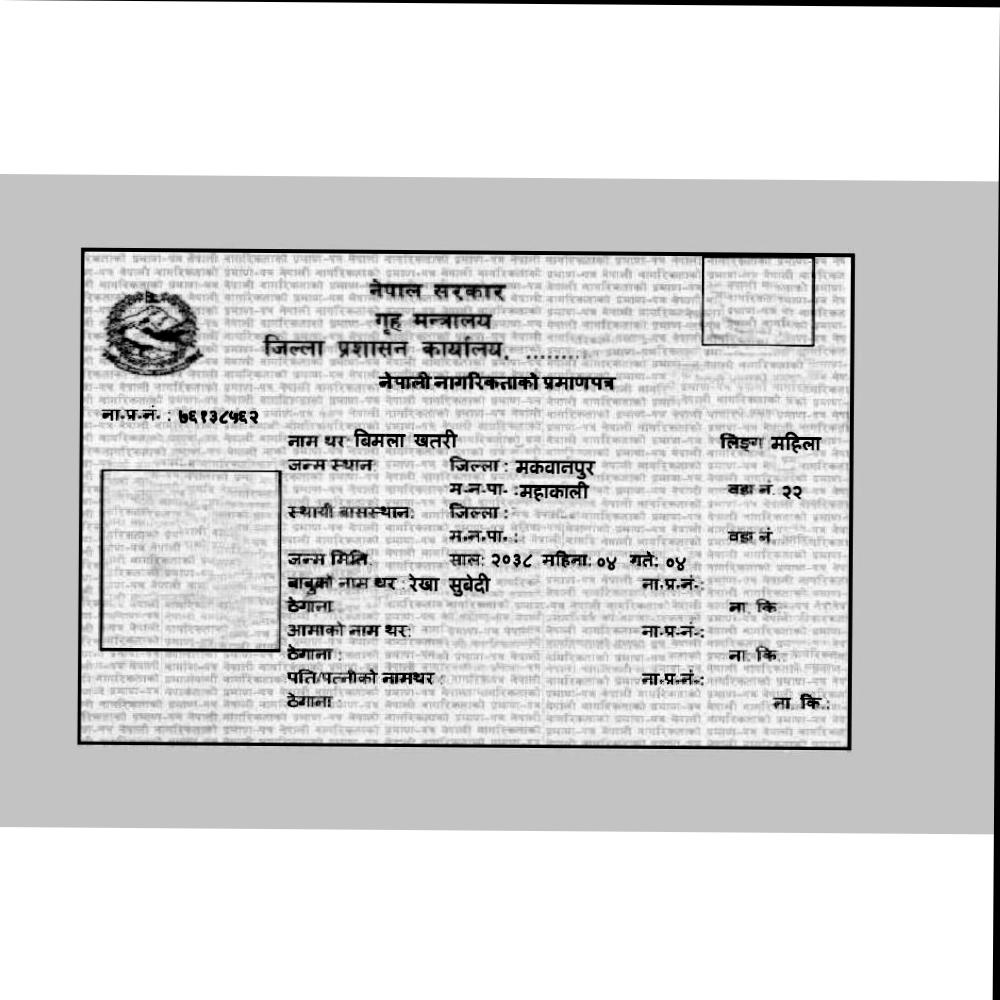 नेपाल सरकार
गृह मन्त्रालय
जिल्ला प्रशासन कार्यालय, .........
नेपाली नागरिकताको प्रमाणपत्र
ना.प्र.नं. : ७६१३८५६२
नाम थर: बिमला खतरी लिङ्ग महिला
जन्म स्थान: जिल्ला : मकवानपुर
म.न.पा. :महाकाली वडा नं. २२
स्थायी बासस्थान: जिल्ला :
म.न.पा. : वडा नं.
जन्म मिति: साल: २०३८ महिना: ०४ गते: ०४
बाबुको नाम थर : रेखा सुबेदी ना.प्र.नं.:
ठेगाना ना. कि.
आमाको नाम थर: ना.प्र.नं.:
ठेगाना : ना. कि.:
पति/पत्नीको नामथर : ना.प्र.नं.:
ठेगाना : ना. कि.: